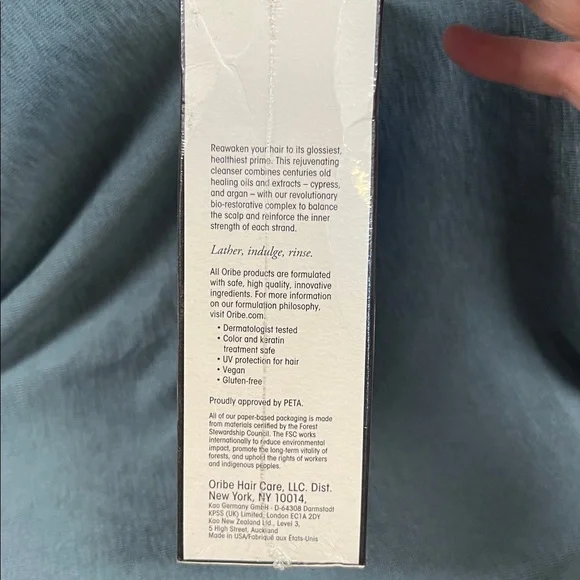 Reawaken your hair to its glossiest,
healthiest prime. This rejuvenating
cleanser combines centuries old
healing oils and extracts – cypress,
and argan – with our revolutionary
bio-restorative complex to balance
the scalp and reinforce the inner
strength of each strand.
Lather, indulge, rinse.
All Oribe products are formulated
with safe, high quality, innovative
ingredients. For more information
on our formulation philosophy,
visit Oribe.com.
• Dermatologist tested
• Color and keratin
treatment safe
• UV protection for hair
• Vegan
• Gluten-free
Proudly approved by PETA.
All of our paper-based packaging is made
from materials certified by the Forest
Stewardship Council. The FSC works
internationally to reduce environmental
impact, promote the long-term vitality of
forests, and uphold the rights of workers
and indigenous peoples.
Oribe Hair Care, LLC. Dist.
New York, NY 10014,
Kao Germany GmbH · D-64308 Darmstadt
KPSS (UK) Limited, London EC1A 2DY
Kao New Zealand Ltd., Level 3,
5 High Street, Auckland
Made in USA/Fabriqué aux États-Unis